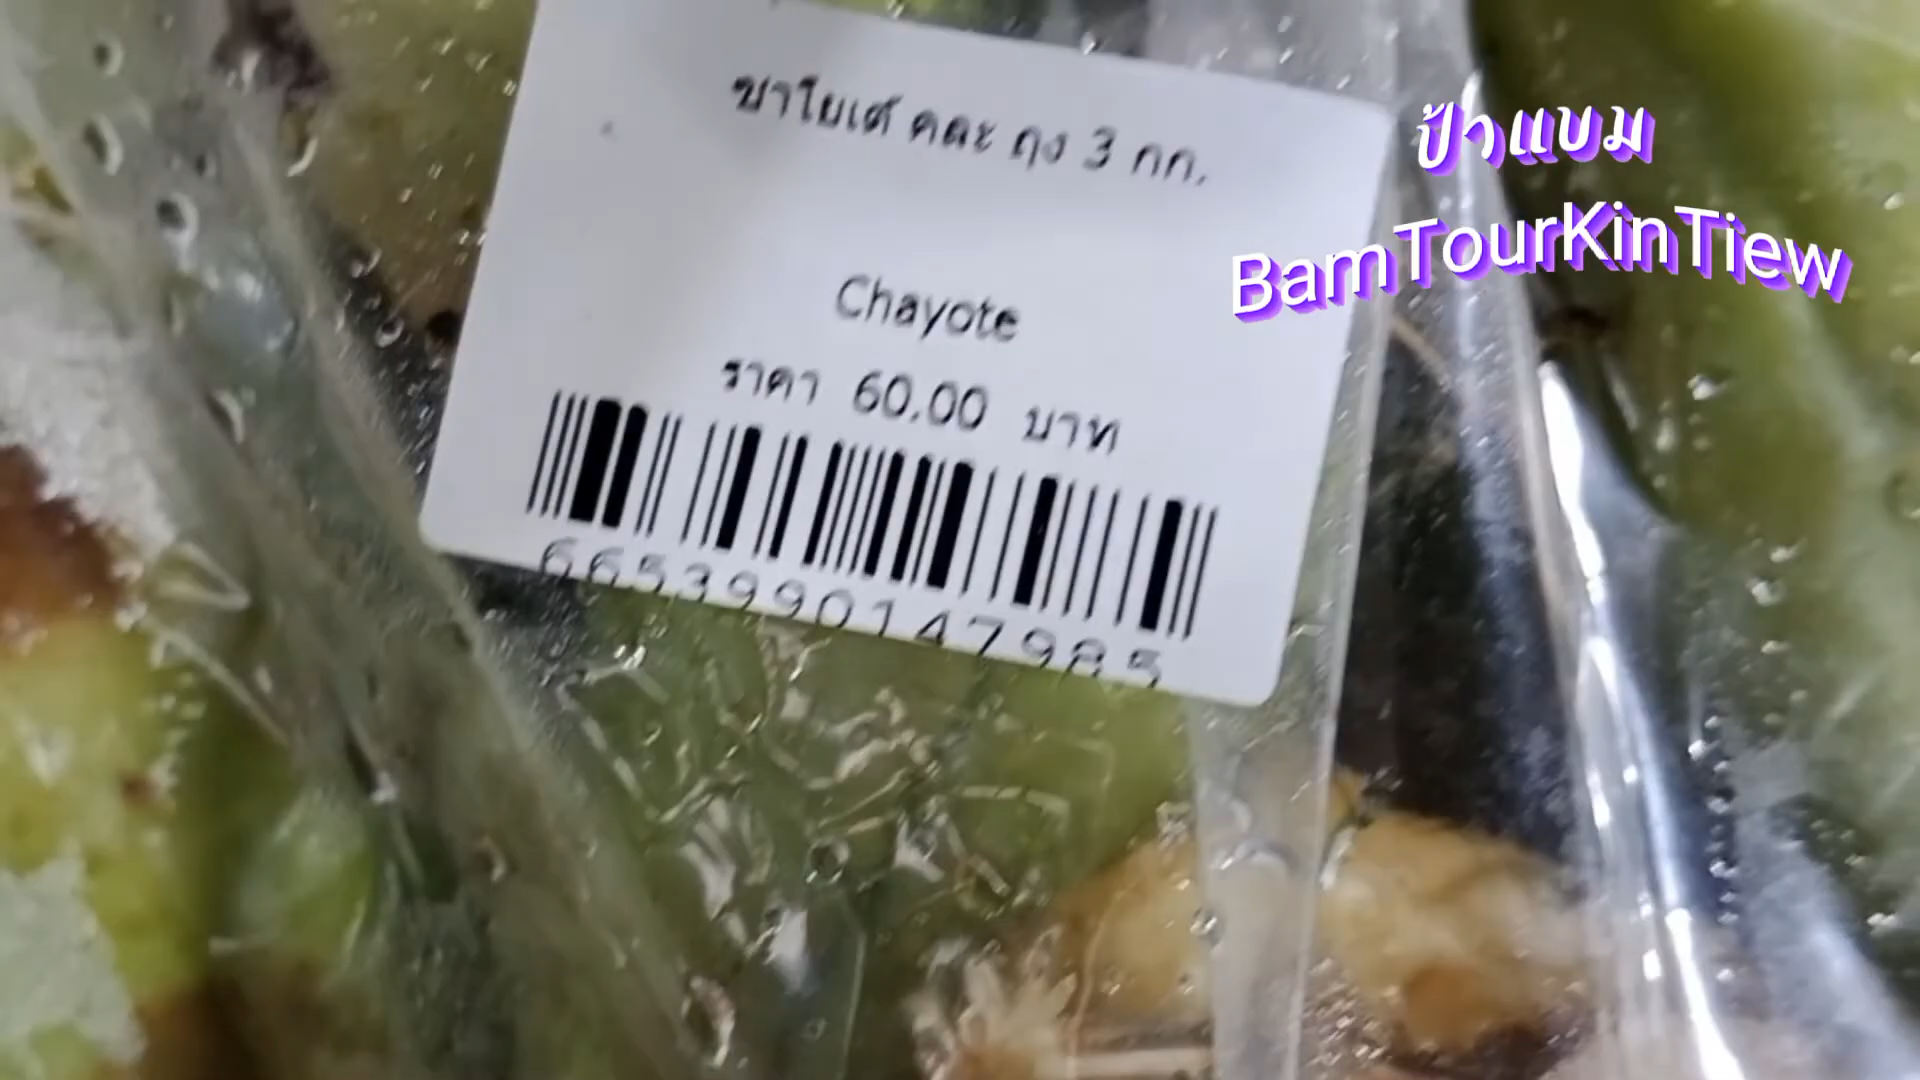 ซาโยเต้ คละ ถุง 3 กก.
Chayote
ราคา 60.00 บาท
6653990147985
ป้าแบม
BamTourKinTiew